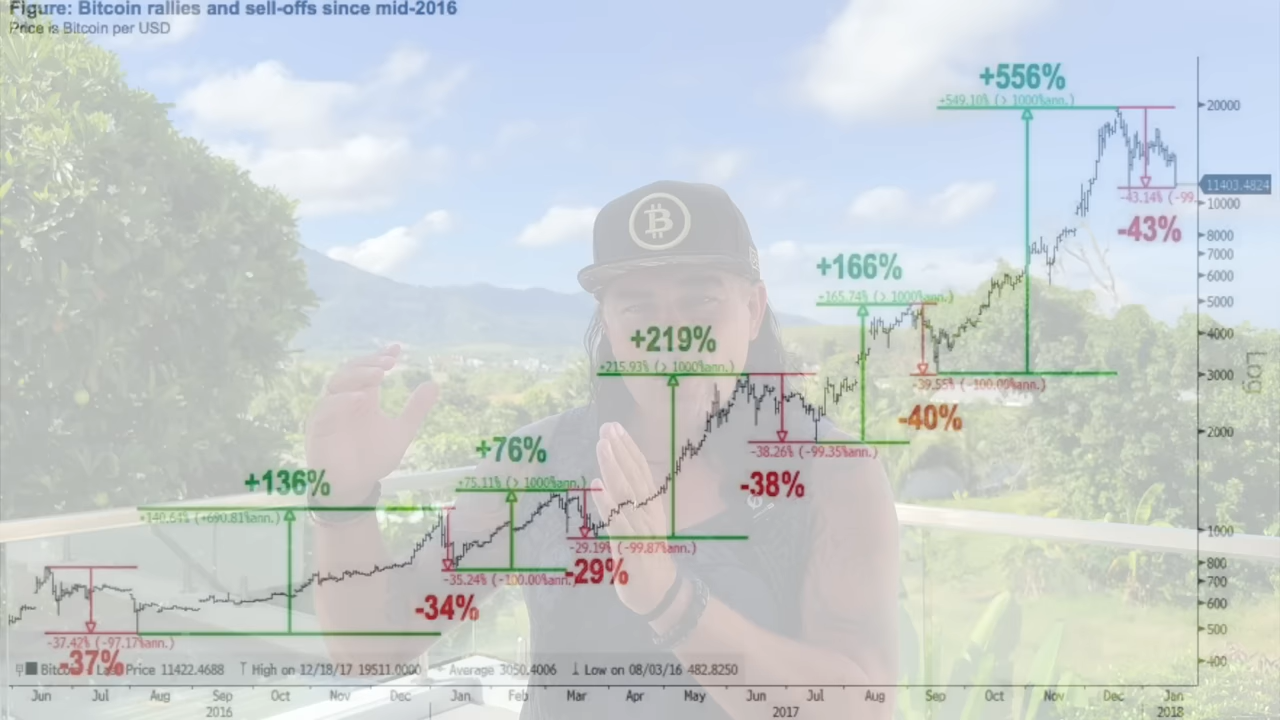 Figure: Bitcoin rallies and sell-offs since mid-2016
Price is Bitcoin per USD
+556%
+549.10% (> 1000%ann.)
20000
11403.4824
-43.14% (-99.
10000
-43%
8000
7000
+166%
6000
+165.74% (> 1000%ann.)
5000
+219%
4000
Log
+215.93% (> 1000%ann.)
3000
-39.55% (-100.00%ann.)
-40%
2000
+76%
-38.26% (-99.35%ann.)
+136%
+75.11% (> 1000%ann.)
-38%
+140.64% (+690.81%ann.)
1000
-29.19% (-99.87%ann.)
-29%
800
-35.24% (-100.00%ann.)
700
-34%
600
500
-37.42% (-97.17%ann.)
-37%
400
Price 11422.4688 High on 12/18/17 19511.0000 Average 3050.4006 Low on 08/03/16 482.8250
Jun Jul Aug Sep Oct Nov Dec Jan Feb Mar Apr May Jun Jul Aug Sep Oct Nov Dec Jan
2016 2017 2018